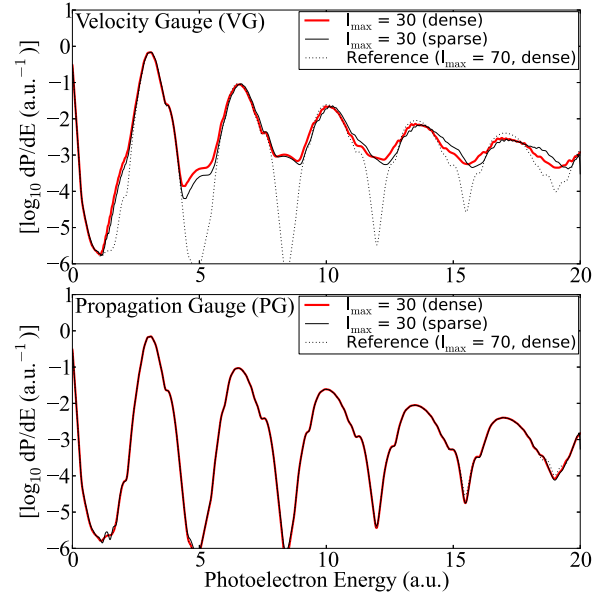 Velocity Gauge (VG)
l_max = 30 (dense)
l_max = 30 (sparse)
Reference (l_max = 70, dense)
[log₁₀ dP/dE (a.u.⁻¹)]
1
0
−1
−2
−3
−4
−5
−6
0
5
10
15
20
Propagation Gauge (PG)
l_max = 30 (dense)
l_max = 30 (sparse)
Reference (l_max = 70, dense)
[log₁₀ dP/dE (a.u.⁻¹)]
1
0
−1
−2
−3
−4
−5
−6
0
5
10
15
20
Photoelectron Energy (a.u.)